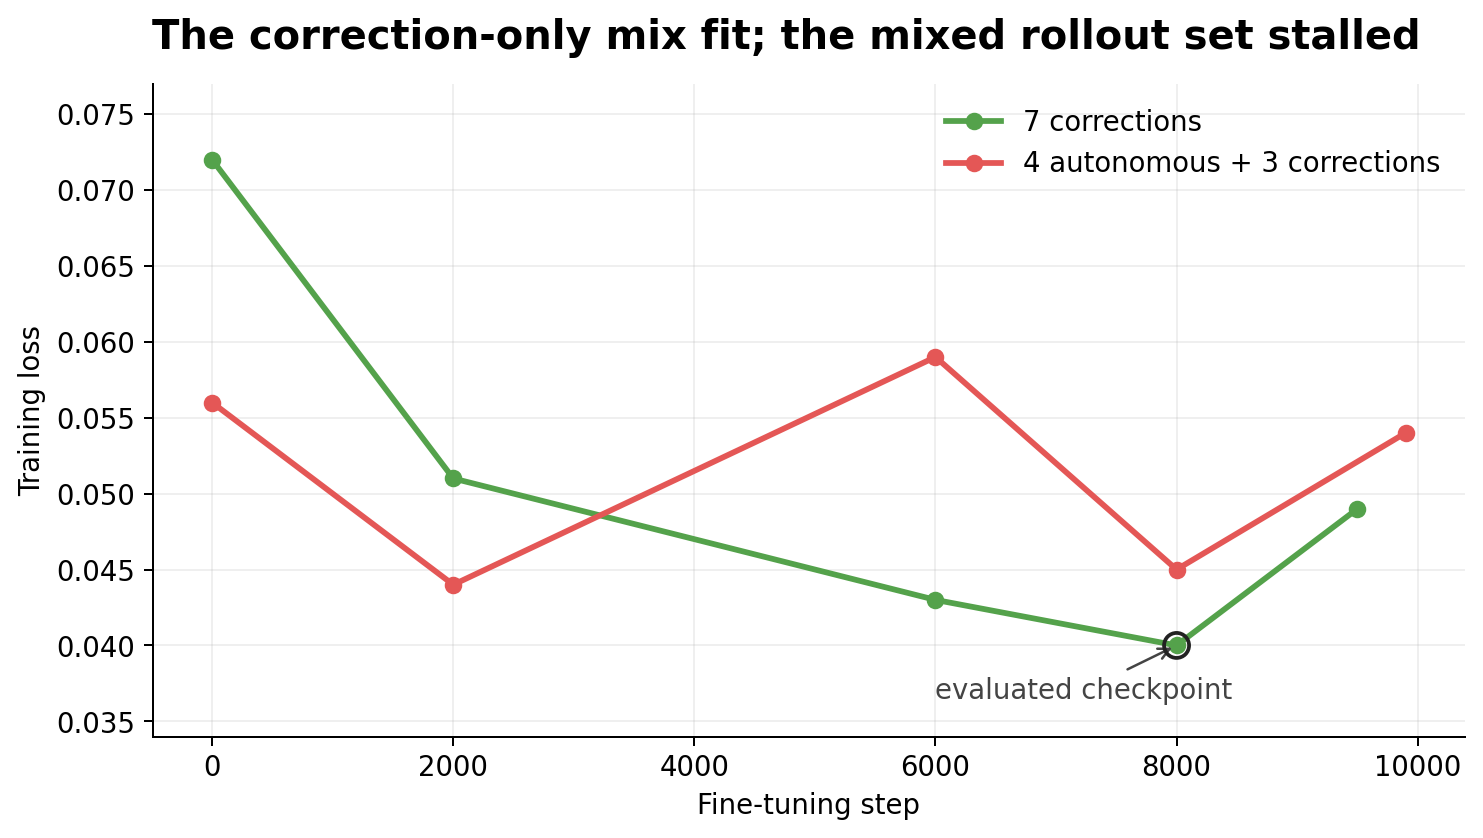 The correction-only mix fit; the mixed rollout set stalled
7 corrections
4 autonomous + 3 corrections
Training loss
0.075
0.070
0.065
0.060
0.055
0.050
0.045
0.040
0.035
evaluated checkpoint
0 2000 4000 6000 8000 10000
Fine-tuning step